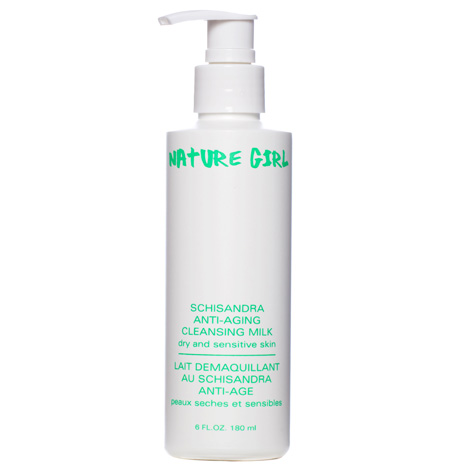 NATURE GIRL
SCHISANDRA
ANTI-AGING
CLEANSING MILK
dry and sensitive skin
LAIT DEMAQUILLANT
AU SCHISANDRA
ANTI-AGE
peaux seches et sensibles
6 FL.OZ. 180 ml